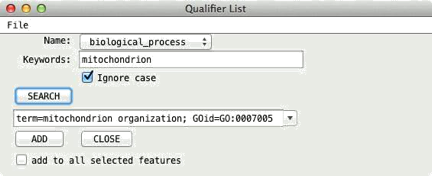 Qualifier List
File
Name: biological_process
Keywords: mitochondrion
Ignore case
SEARCH
term=mitochondrion organization; GOid=GO:0007005
ADD CLOSE
add to all selected features